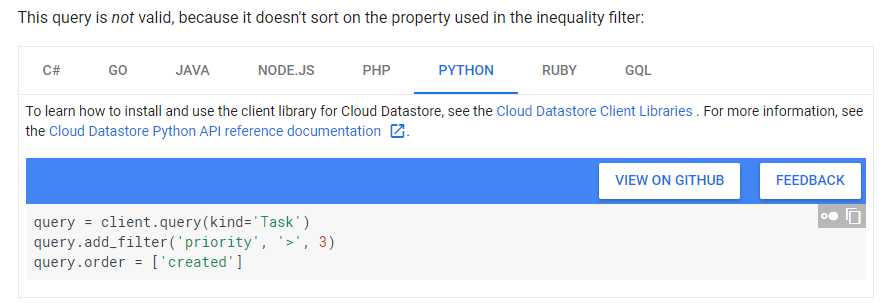 This query is not valid, because it doesn't sort on the property used in the inequality filter:
C# GO JAVA NODE.JS PHP PYTHON RUBY GQL
To learn how to install and use the client library for Cloud Datastore, see the Cloud Datastore Client Libraries . For more information, see
the Cloud Datastore Python API reference documentation .
VIEW ON GITHUB FEEDBACK
query = client.query(kind='Task')
query.add_filter('priority', '>', 3)
query.order = ['created']